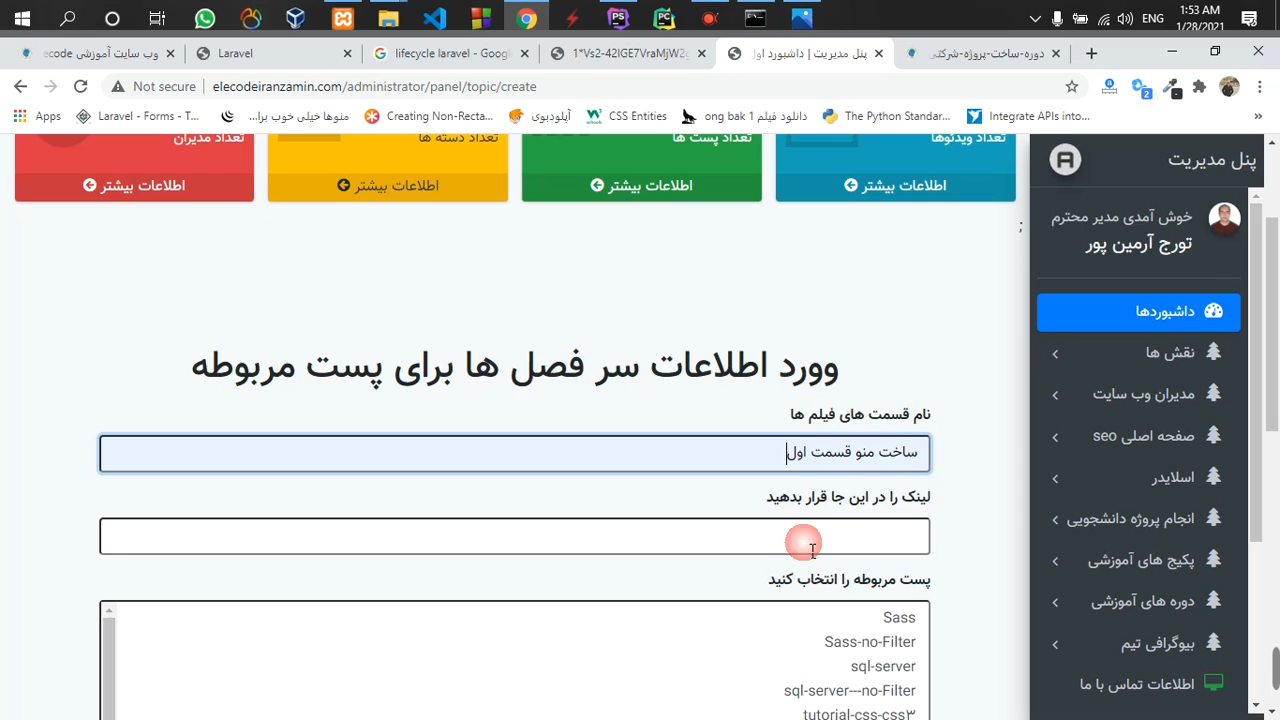 1:53 AM
ENG
1/28/2021
وب سایت آموزشی ecode
Laravel
lifecycle laravel - Goog
1*Vs2-42IGE7VraMjW2
پنل مدیریت | داشبورد اول
دوره-ساخت-پروژه-شرکتی
Not secure
elecodeiranzamin.com/administrator/panel/topic/create
2
Apps
Laravel - Forms - T...
منوها خیلی خوب برا...
Creating Non-Recta...
آپلودبوی
CSS Entities
دانلود فیلم ong bak 1
The Python Standar...
Integrate APIs into...
»
تعداد ویدئوها
تعداد پست ها
تعداد دسته ها
تعداد مدیران
اطلاعات بیشتر
اطلاعات بیشتر
اطلاعات بیشتر
اطلاعات بیشتر
;
پنل مدیریت
خوش آمدی مدیر محترم
تورج آرمین پور
داشبوردها
نقش ها
مدیران وب سایت
صفحه اصلی seo
اسلایدر
انجام پروژه دانشجویی
پکیج های آموزشی
دوره های آموزشی
بیوگرافی تیم
اطلاعات تماس با ما
وورد اطلاعات سر فصل ها برای پست مربوطه
نام قسمت های فیلم ها
ساخت منو قسمت اول
لینک را در این جا قرار بدهید
پست مربوطه را انتخاب کنید
Sass
Sass-no-Filter
sql-server
sql-server---no-Filter
tutorial-css-css۳